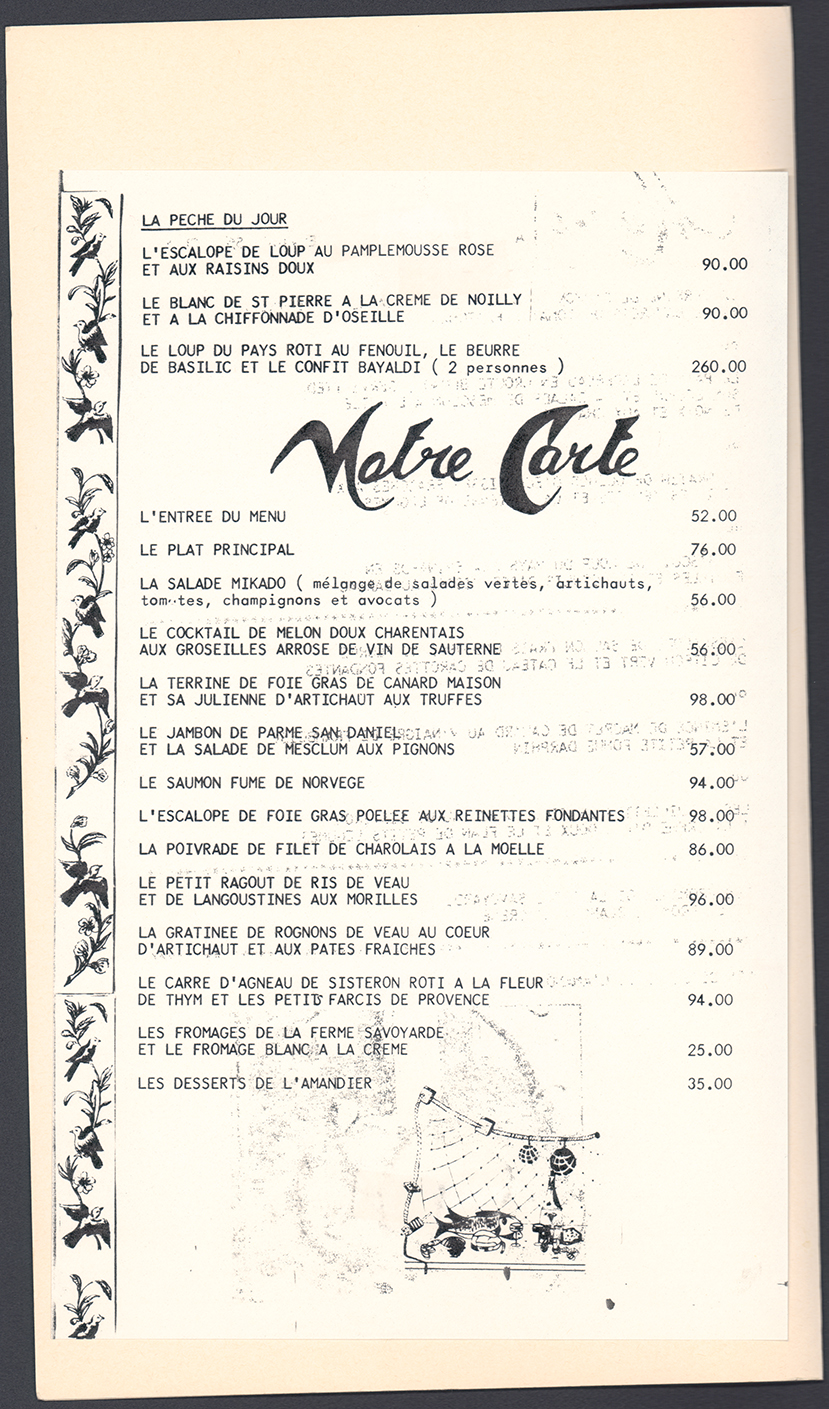 LA PECHE DU JOUR
L'ESCALOPE DE LOUP AU PAMPLEMOUSSE ROSE
ET AUX RAISINS DOUX 90.00
LE BLANC DE ST PIERRE A LA CREME DE NOILLY
ET A LA CHIFFONNADE D'OSEILLE 90.00
LE LOUP DU PAYS ROTI AU FENOUIL, LE BEURRE
DE BASILIC ET LE CONFIT BAYALDI ( 2 personnes ) 260.00
Notre Carte
L'ENTREE DU MENU 52.00
LE PLAT PRINCIPAL 76.00
LA SALADE MIKADO ( mélange de salades vertes, artichauts,
tomates, champignons et avocats ) 56.00
LE COCKTAIL DE MELON DOUX CHARENTAIS
AUX GROSEILLES ARROSE DE VIN DE SAUTERNE 56.00
LA TERRINE DE FOIE GRAS DE CANARD MAISON
ET SA JULIENNE D'ARTICHAUT AUX TRUFFES 98.00
LE JAMBON DE PARME SAN DANIEL
ET LA SALADE DE MESCLUM AUX PIGNONS 57.00
LE SAUMON FUME DE NORVEGE 94.00
L'ESCALOPE DE FOIE GRAS POELEE AUX REINETTES FONDANTES 98.00
LA POIVRADE DE FILET DE CHAROLAIS A LA MOELLE 86.00
LE PETIT RAGOUT DE RIS DE VEAU
ET DE LANGOUSTINES AUX MORILLES 96.00
LA GRATINEE DE ROGNONS DE VEAU AU COEUR
D'ARTICHAUT ET AUX PATES FRAICHES 89.00
LE CARRE D'AGNEAU DE SISTERON ROTI A LA FLEUR
DE THYM ET LES PETITS FARCIS DE PROVENCE 94.00
LES FROMAGES DE LA FERME SAVOYARDE
ET LE FROMAGE BLANC A LA CREME 25.00
LES DESSERTS DE L'AMANDIER 35.00